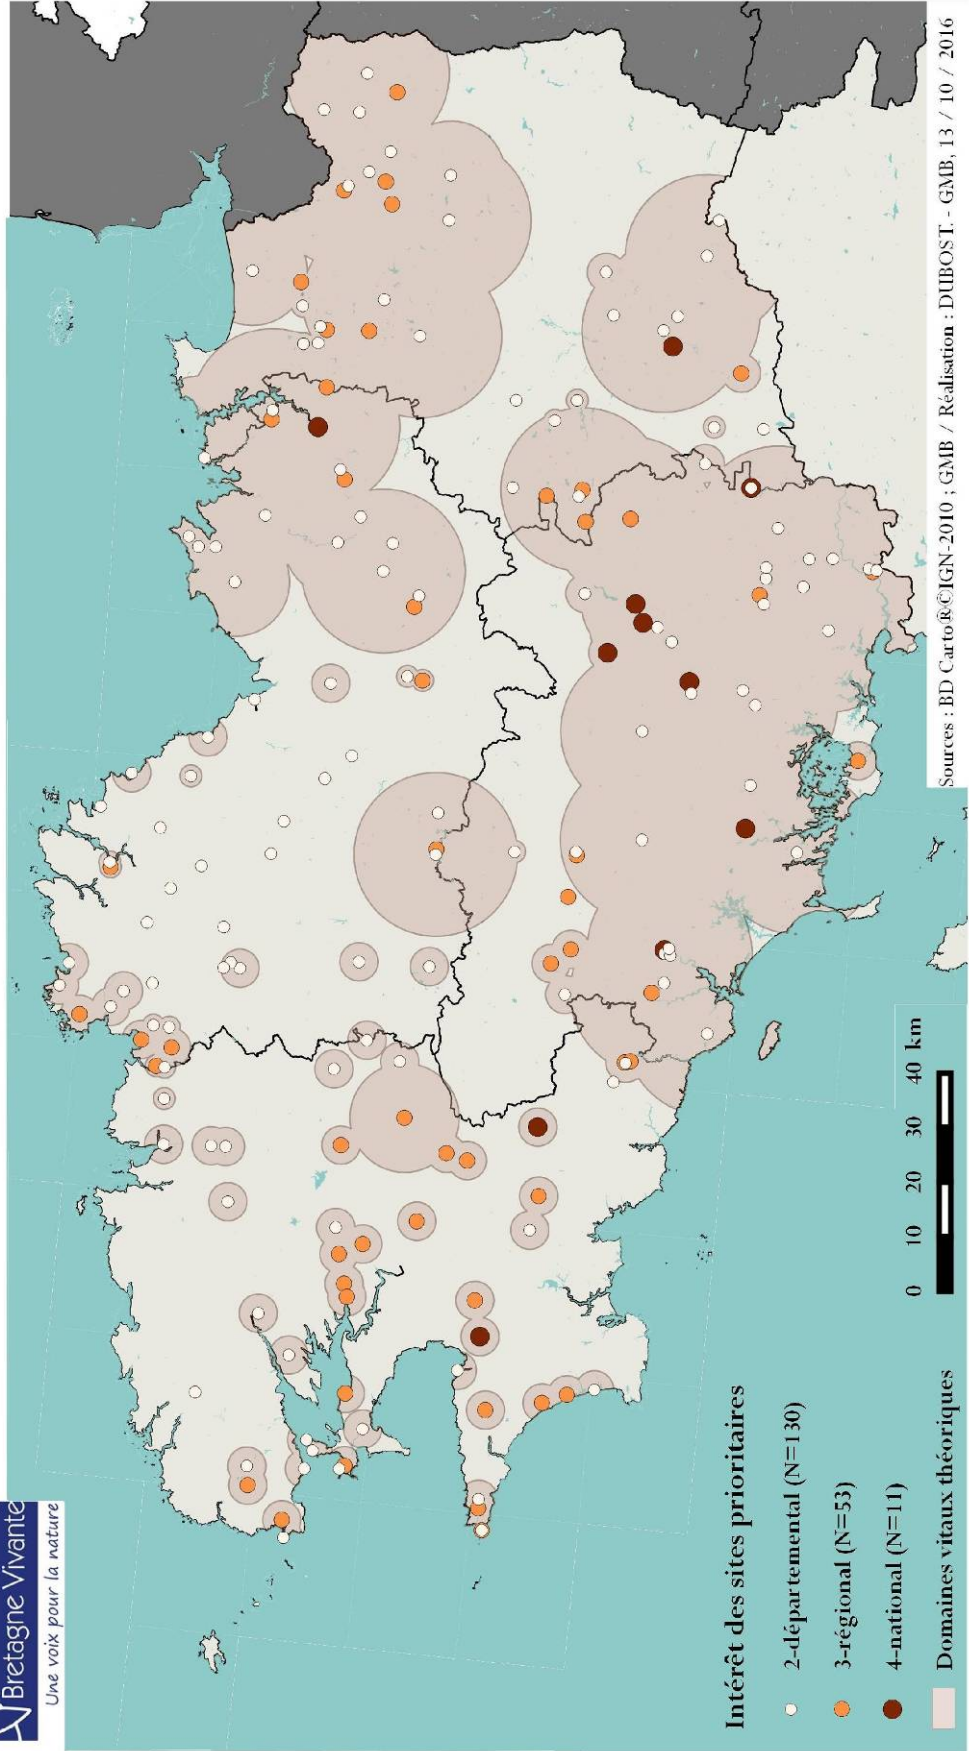 Bretagne Vivante
Une voix pour la nature
Intérêt des sites prioritaires
2-départemental (N=130)
3-régional (N=53)
4-national (N=11)
Domaines vitaux théoriques
0 10 20 30 40 km
Sources : BD Carto®©IGN-2010 ; GMB / Réalisation : DUBOST. - GMB, 13 / 10 / 2016